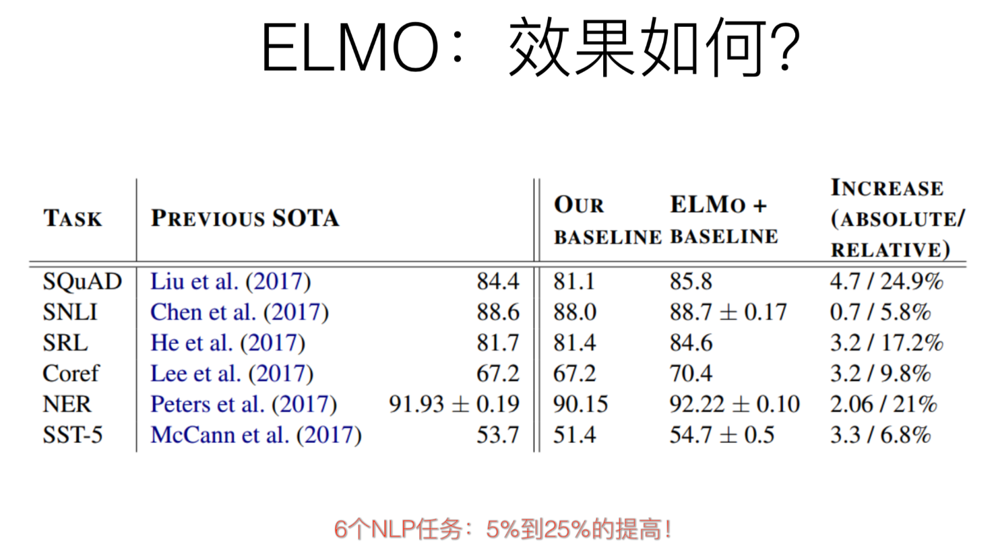 ELMO：效果如何？
TASK PREVIOUS SOTA OUR BASELINE ELMO + BASELINE INCREASE (ABSOLUTE/ RELATIVE)
SQuAD Liu et al. (2017) 84.4 81.1 85.8 4.7 / 24.9%
SNLI Chen et al. (2017) 88.6 88.0 88.7 ± 0.17 0.7 / 5.8%
SRL He et al. (2017) 81.7 81.4 84.6 3.2 / 17.2%
Coref Lee et al. (2017) 67.2 67.2 70.4 3.2 / 9.8%
NER Peters et al. (2017) 91.93 ± 0.19 90.15 92.22 ± 0.10 2.06 / 21%
SST-5 McCann et al. (2017) 53.7 51.4 54.7 ± 0.5 3.3 / 6.8%
6个NLP任务：5%到25%的提高！